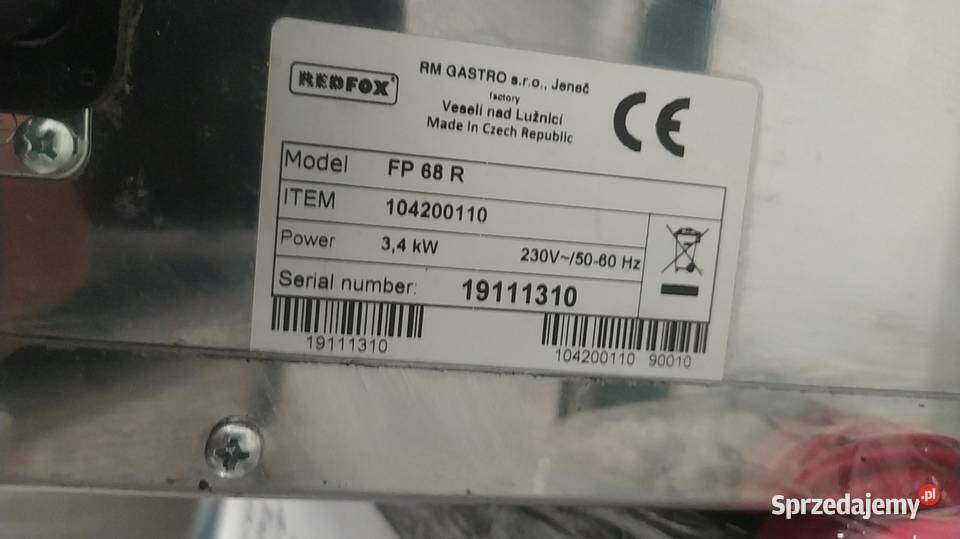 REDFOX
RM GASTRO s.r.o., Jeneč
factory
Veselí nad Lužnicí
Made in Czech Republic
CE
Model FP 68 R
ITEM 104200110
Power 3,4 kW 230V~/50-60 Hz
Serial number: 19111310
19111310
104200110 90010
Sprzedajemy.pl